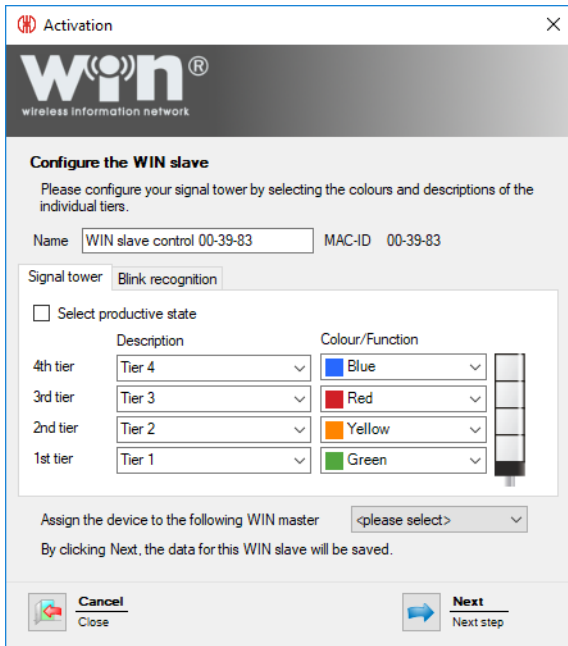 Activation
WIN®
wireless information network
Configure the WIN slave
Please configure your signal tower by selecting the colours and descriptions of the
individual tiers.
Name WIN slave control 00-39-83 MAC-ID 00-39-83
Signal tower Blink recognition
Select productive state
Description Colour/Function
4th tier Tier 4 Blue
3rd tier Tier 3 Red
2nd tier Tier 2 Yellow
1st tier Tier 1 Green
Assign the device to the following WIN master <please select>
By clicking Next, the data for this WIN slave will be saved.
Cancel Next
Close Next step